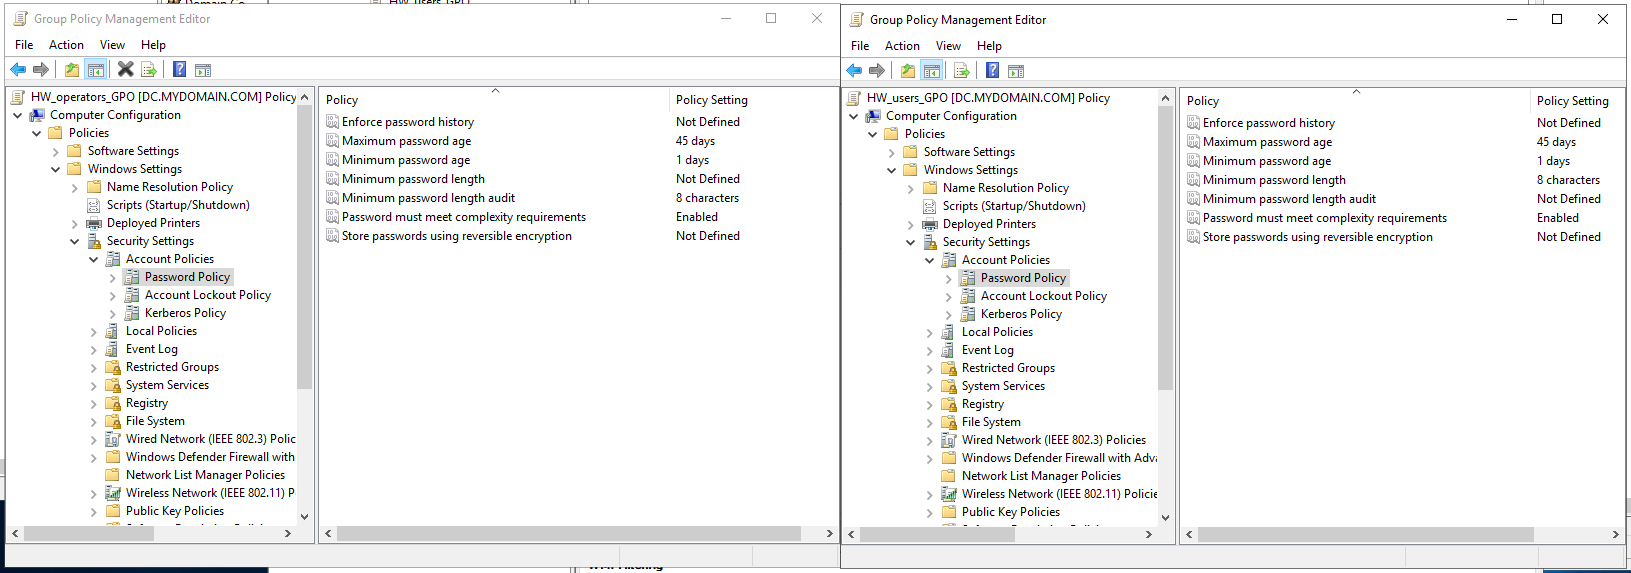 Domain Co
HW_users_GPO
Group Policy Management Editor
File Action View Help
HW_operators_GPO [DC.MYDOMAIN.COM] Policy
Computer Configuration
Policies
Software Settings
Windows Settings
Name Resolution Policy
Scripts (Startup/Shutdown)
Deployed Printers
Security Settings
Account Policies
Password Policy
Account Lockout Policy
Kerberos Policy
Local Policies
Event Log
Restricted Groups
System Services
Registry
File System
Wired Network (IEEE 802.3) Polic
Windows Defender Firewall with
Network List Manager Policies
Wireless Network (IEEE 802.11) P
Public Key Policies
Policy Policy Setting
Enforce password history Not Defined
Maximum password age 45 days
Minimum password age 1 days
Minimum password length Not Defined
Minimum password length audit 8 characters
Password must meet complexity requirements Enabled
Store passwords using reversible encryption Not Defined
Group Policy Management Editor
File Action View Help
HW_users_GPO [DC.MYDOMAIN.COM] Policy
Computer Configuration
Policies
Software Settings
Windows Settings
Name Resolution Policy
Scripts (Startup/Shutdown)
Deployed Printers
Security Settings
Account Policies
Password Policy
Account Lockout Policy
Kerberos Policy
Local Policies
Event Log
Restricted Groups
System Services
Registry
File System
Wired Network (IEEE 802.3) Policies
Windows Defender Firewall with Adva
Network List Manager Policies
Wireless Network (IEEE 802.11) Policie
Public Key Policies
Policy Policy Setting
Enforce password history Not Defined
Maximum password age 45 days
Minimum password age 1 days
Minimum password length 8 characters
Minimum password length audit Not Defined
Password must meet complexity requirements Enabled
Store passwords using reversible encryption Not Defined